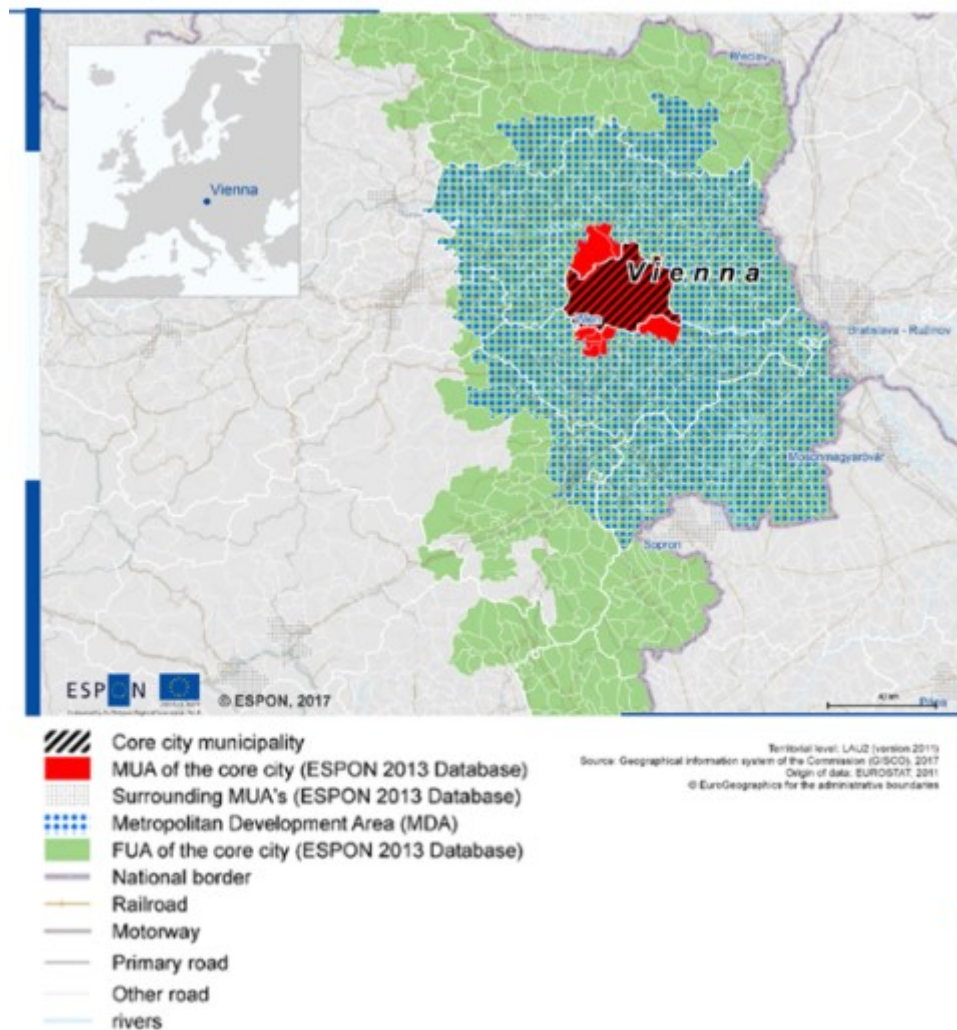 Vienna
Břeclav
Vienna
Wien
Bratislava - Ružinov
Mosonmagyaróvár
Sopron
ESPON
© ESPON, 2017
Pápa
Core city municipality
MUA of the core city (ESPON 2013 Database)
Surrounding MUA's (ESPON 2013 Database)
Metropolitan Development Area (MDA)
FUA of the core city (ESPON 2013 Database)
National border
Railroad
Motorway
Primary road
Other road
rivers
Territorial level: LAU2 (version 2011)
Source: Geographical information system of the Commission (GISCO), 2017
Origin of data: EUROSTAT, 2011
© EuroGeographics for the administrative boundaries